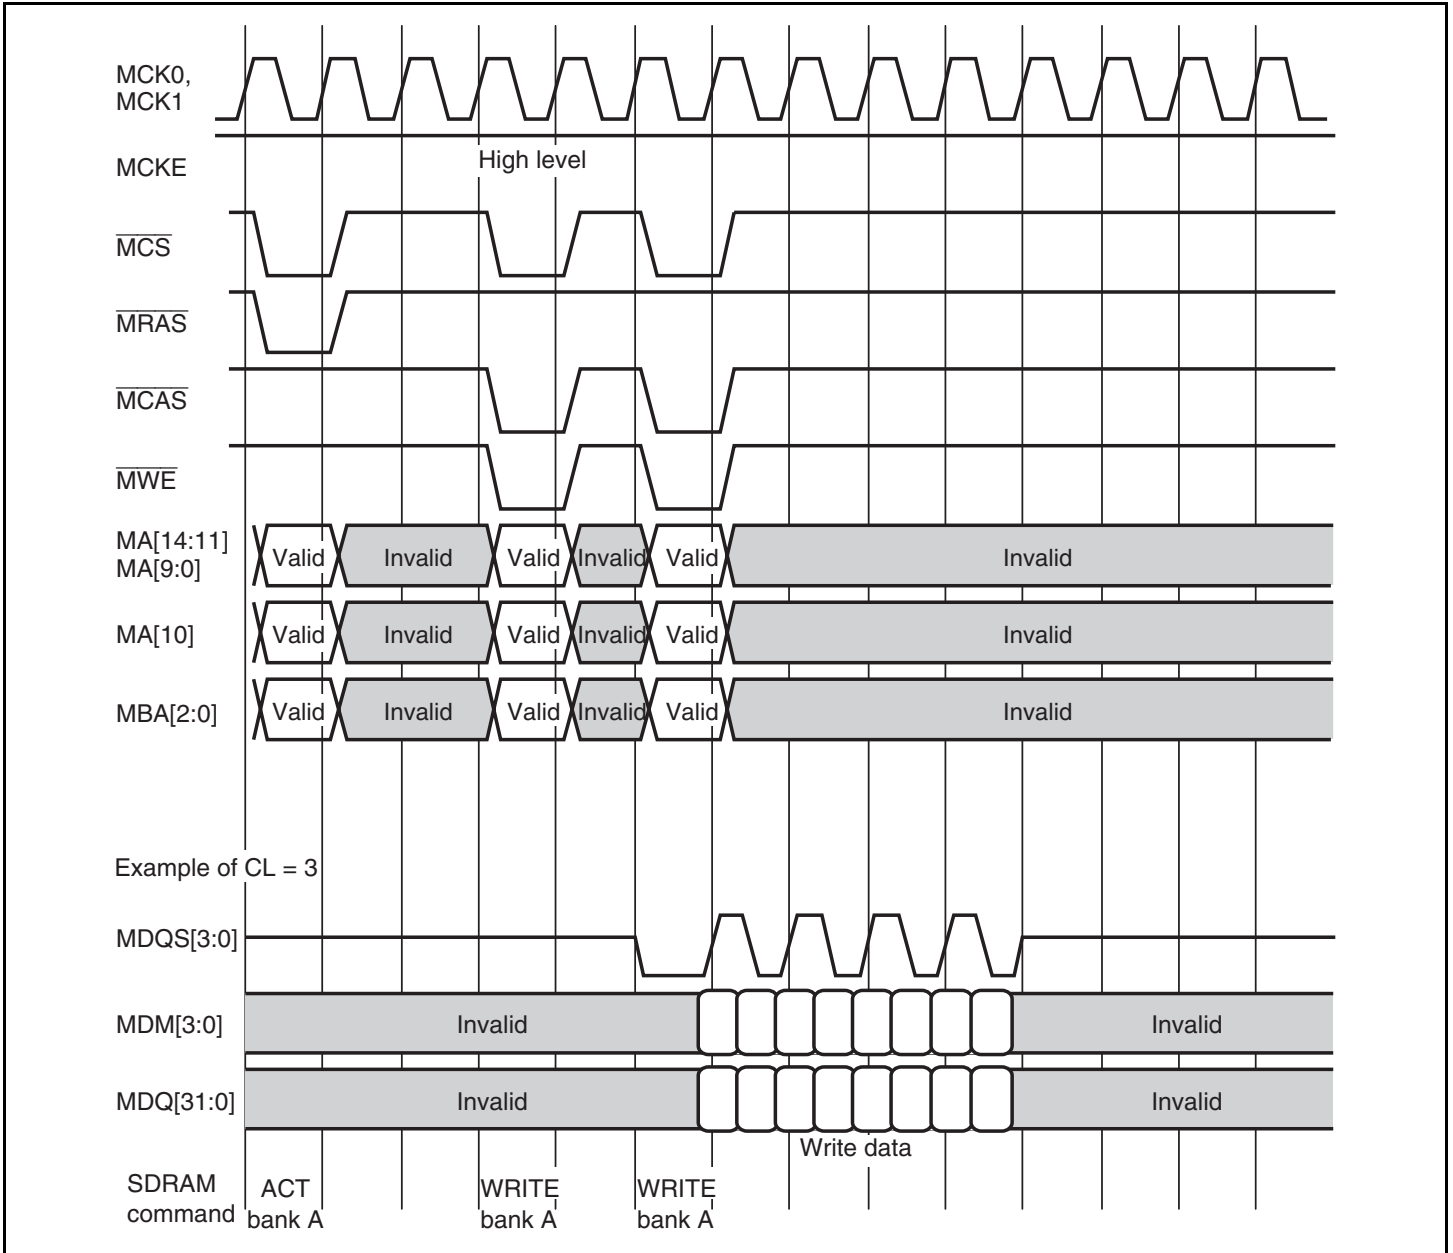 MCK0,
MCK1
MCKE
High level
MCS
MRAS
MCAS
MWE
MA[14:11]
MA[9:0]
Valid Invalid Valid Invalid Valid Invalid
MA[10] Valid Invalid Valid Invalid Valid Invalid
MBA[2:0] Valid Invalid Valid Invalid Valid Invalid
Example of CL = 3
MDQS[3:0]
MDM[3:0] Invalid Invalid
MDQ[31:0] Invalid Invalid
Write data
SDRAM
command
ACT
bank A
WRITE
bank A
WRITE
bank A